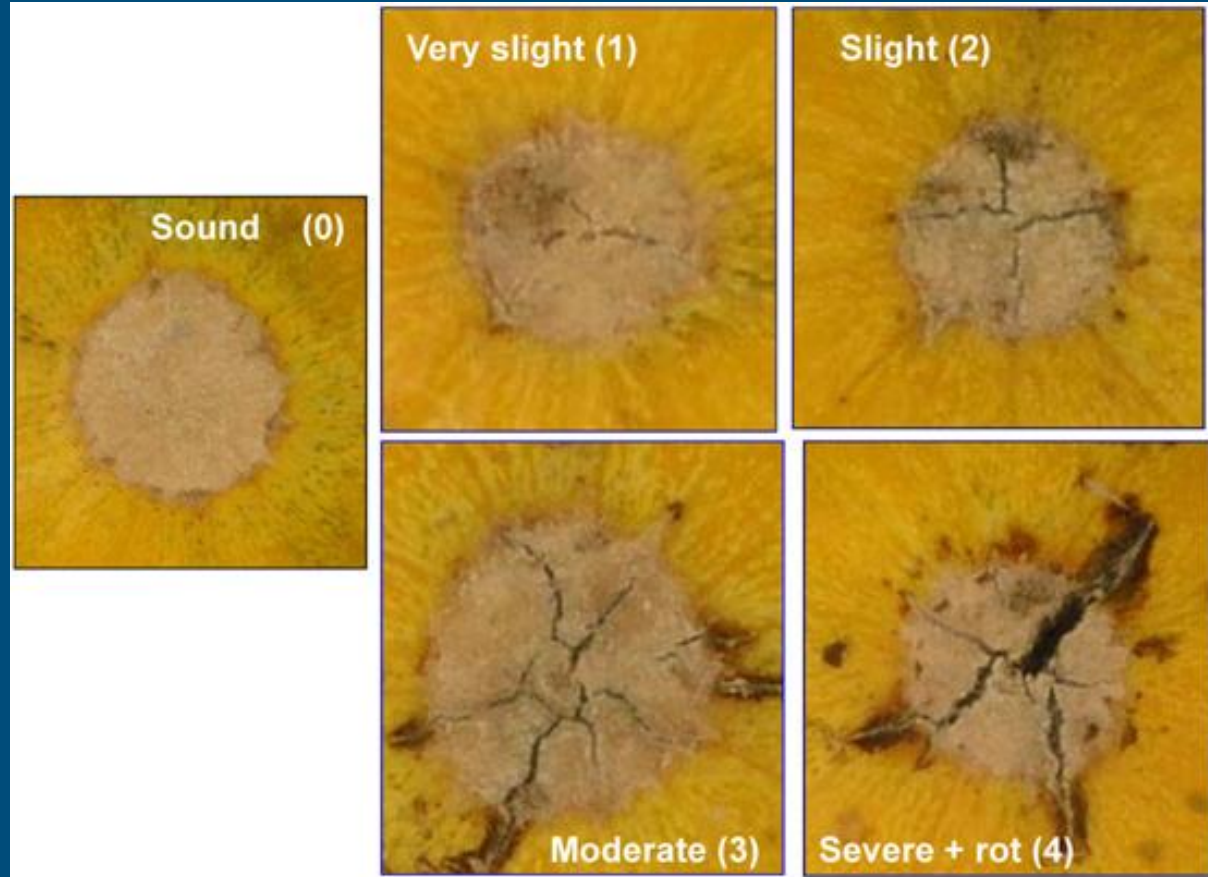 Sound (0)
Very slight (1)
Slight (2)
Moderate (3)
Severe + rot (4)